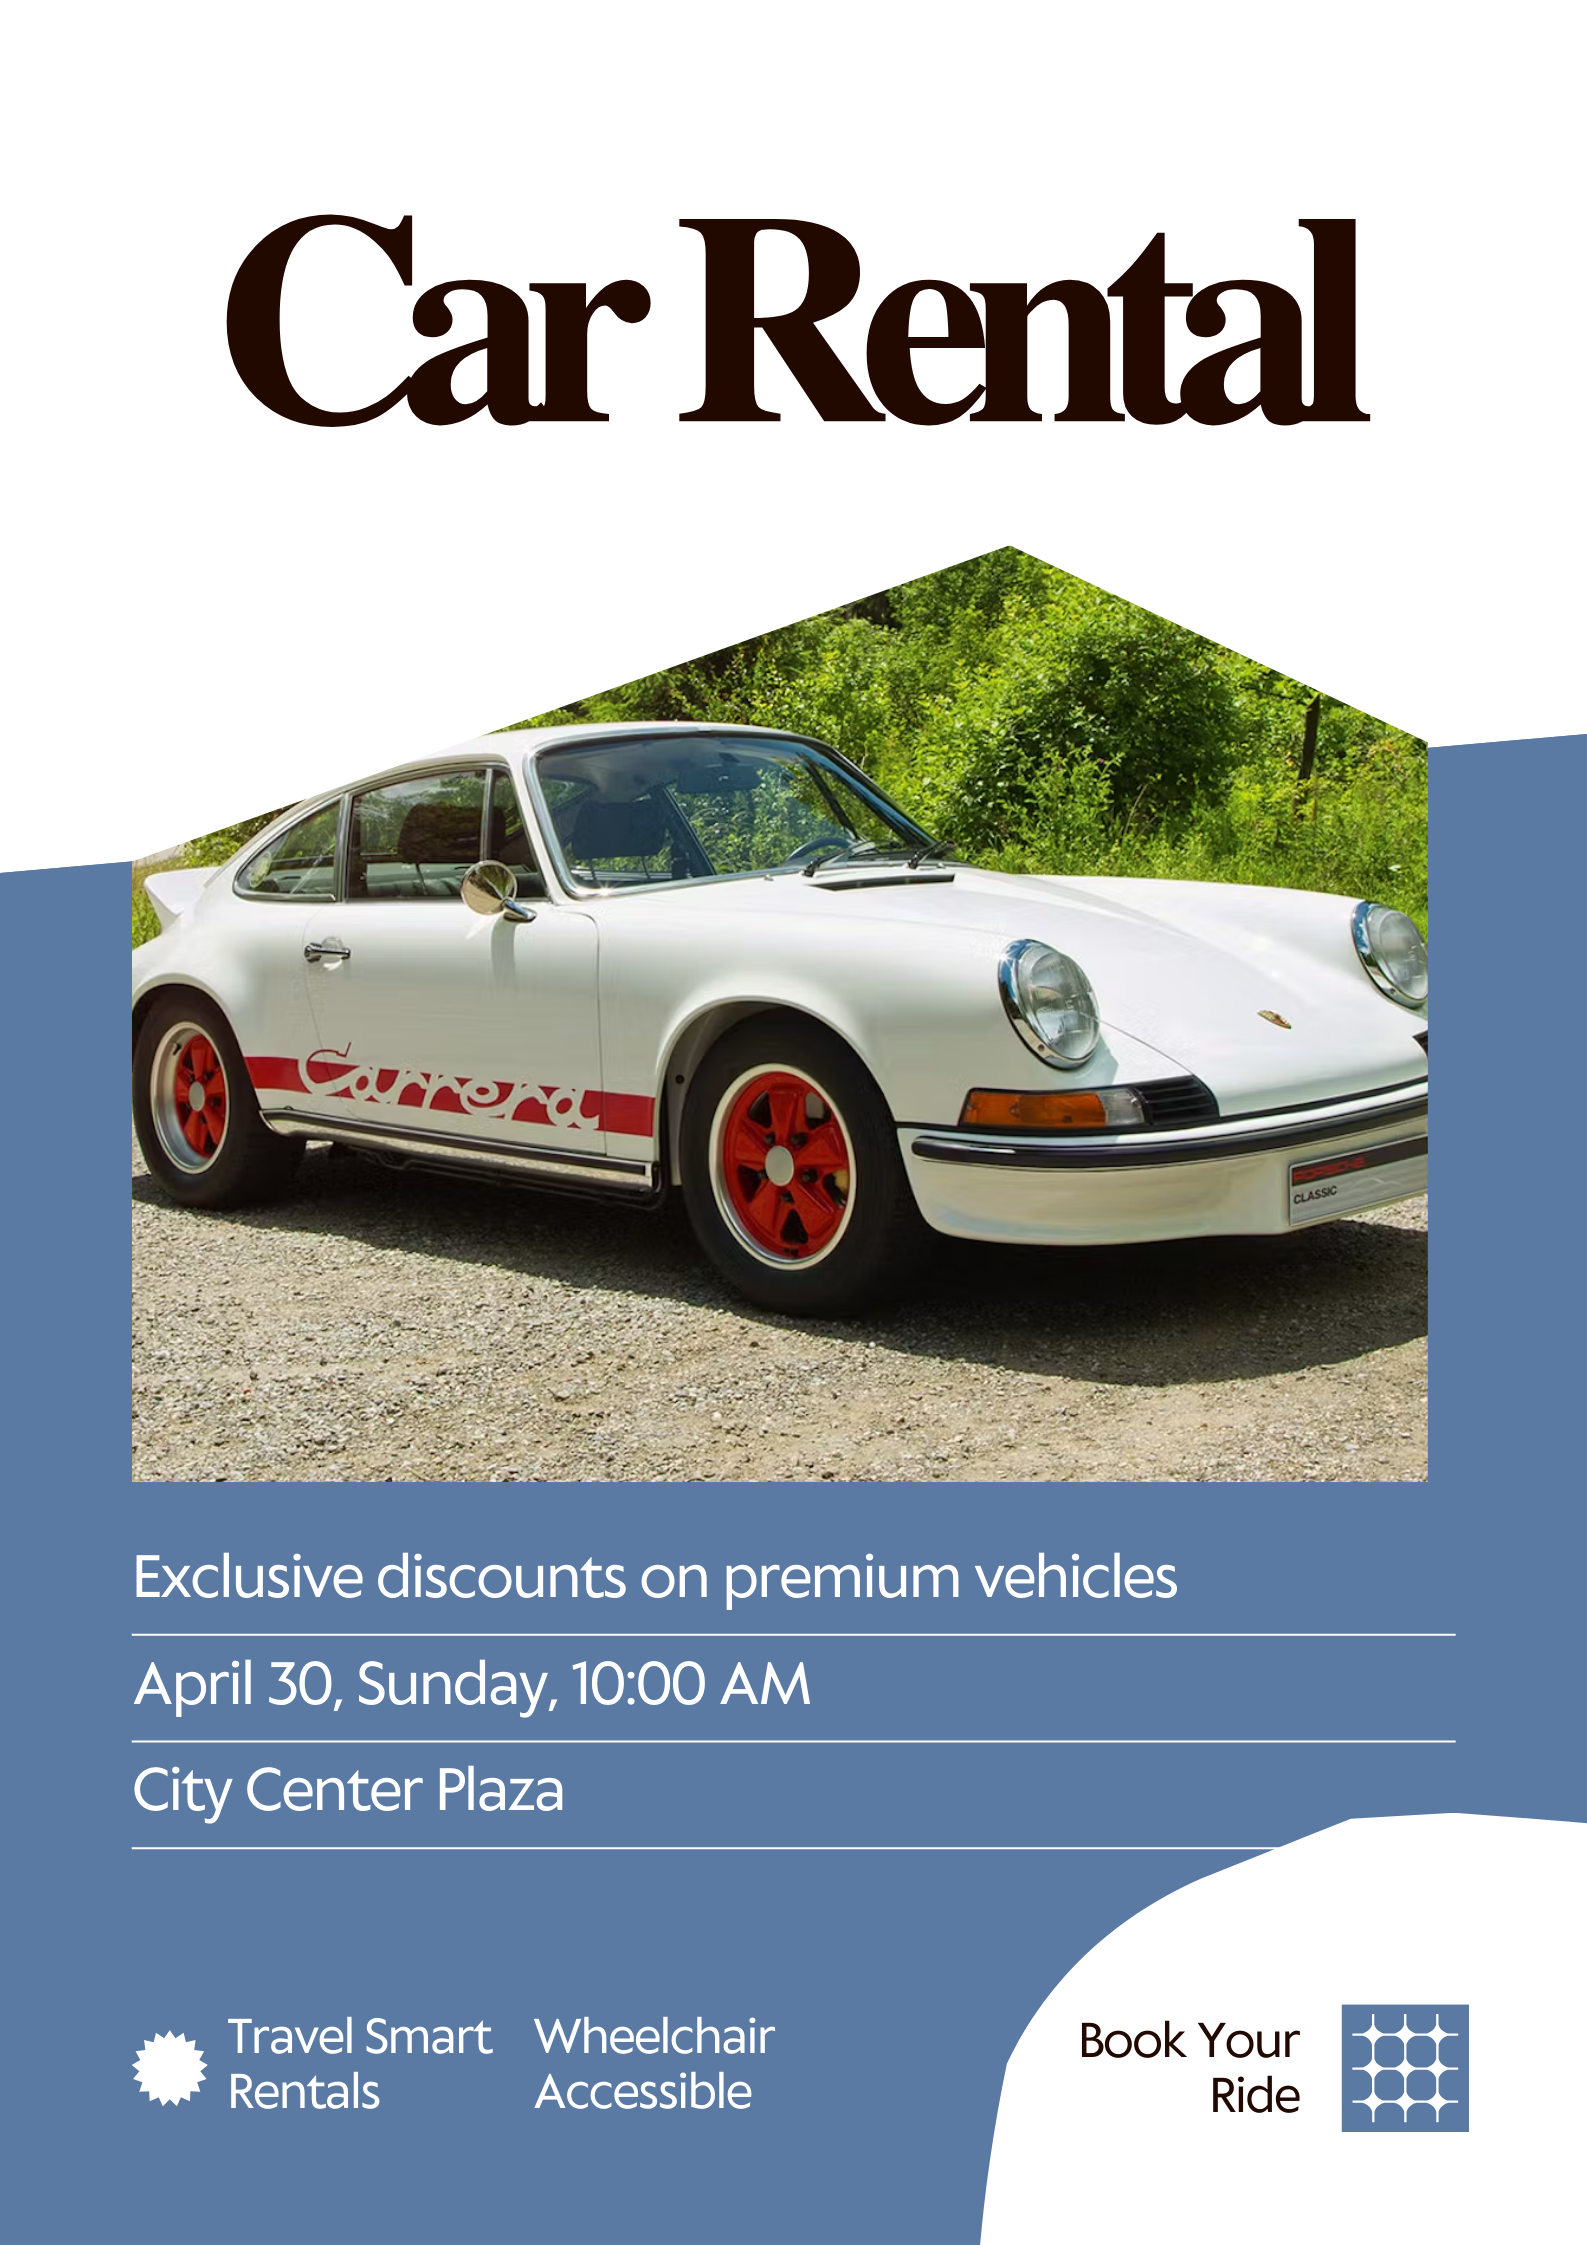 Car Rental
Carrera
PORSCHE
CLASSIC
Exclusive discounts on premium vehicles
April 30, Sunday, 10:00 AM
City Center Plaza
Travel Smart
Rentals
Wheelchair
Accessible
Book Your
Ride